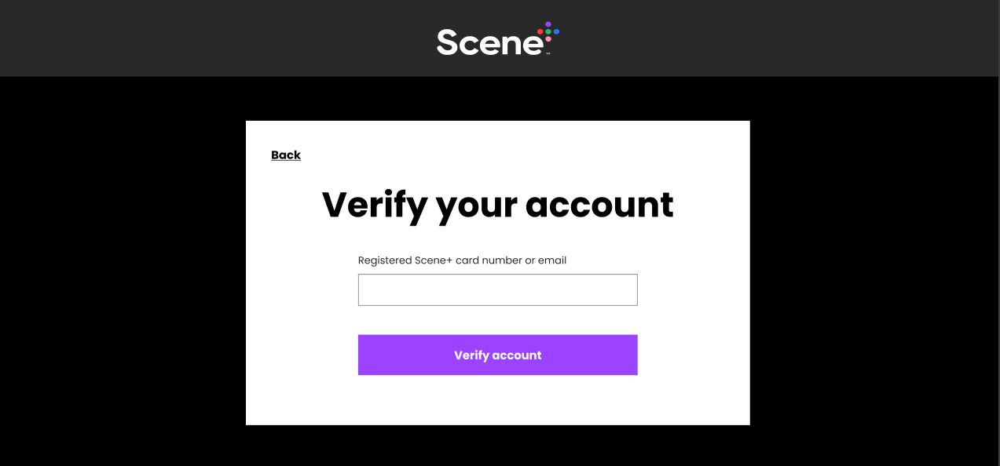 Scene+
Back
Verify your account
Registered Scene+ card number or email
Verify account